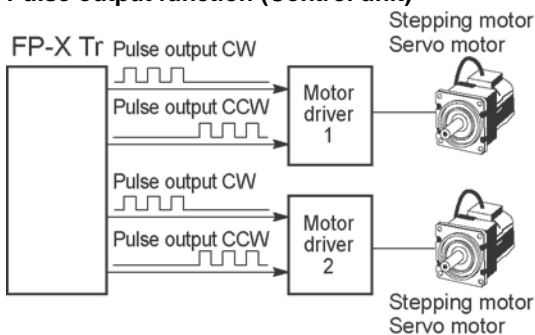 Pulse output function (Control unit)
Stepping motor
Servo motor
FP-X Tr
Pulse output CW
Pulse output CCW
Motor
driver
1
Pulse output CW
Pulse output CCW
Motor
driver
2
Stepping motor
Servo motor